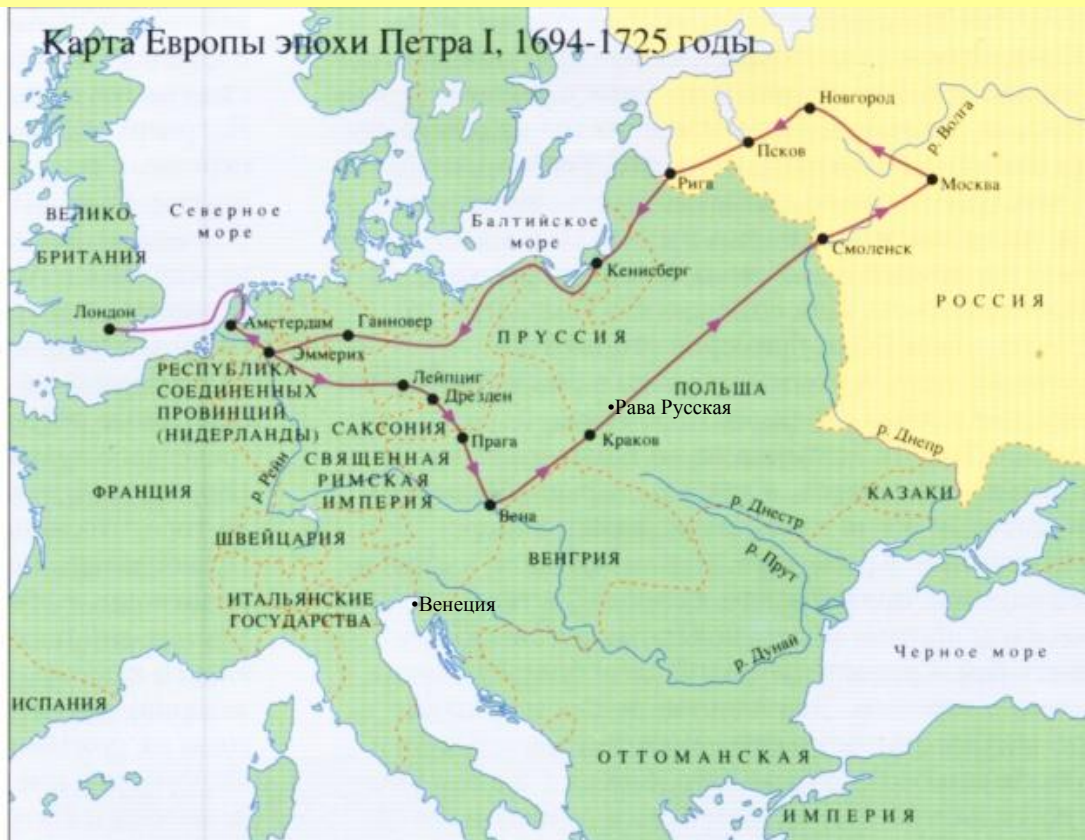 Карта Европы эпохи Петра I, 1694-1725 годы
Новгород
р. Волга
Псков
Рига
Москва
ВЕЛИКО-
БРИТАНИЯ
Северное
море
Балтийское
море
Смоленск
Кенисберг
РОССИЯ
Лондон
Амстердам
Ганновер
ПРУССИЯ
Эммерих
РЕСПУБЛИКА
СОЕДИНЕННЫХ
ПРОВИНЦИЙ
(НИДЕРЛАНДЫ)
Лейпциг
Дрезден
ПОЛЬША
•Рава Русская
САКСОНИЯ
Прага
Краков
р. Днепр
СВЯЩЕННАЯ
РИМСКАЯ
ИМПЕРИЯ
р. Рейн
ФРАНЦИЯ
КАЗАКИ
Вена
р. Днестр
ШВЕЙЦАРИЯ
ВЕНГРИЯ
р. Прут
ИТАЛЬЯНСКИЕ
ГОСУДАРСТВА
•Венеция
р. Дунай
Черное море
ИСПАНИЯ
ОТТОМАНСКАЯ
ИМПЕРИЯ